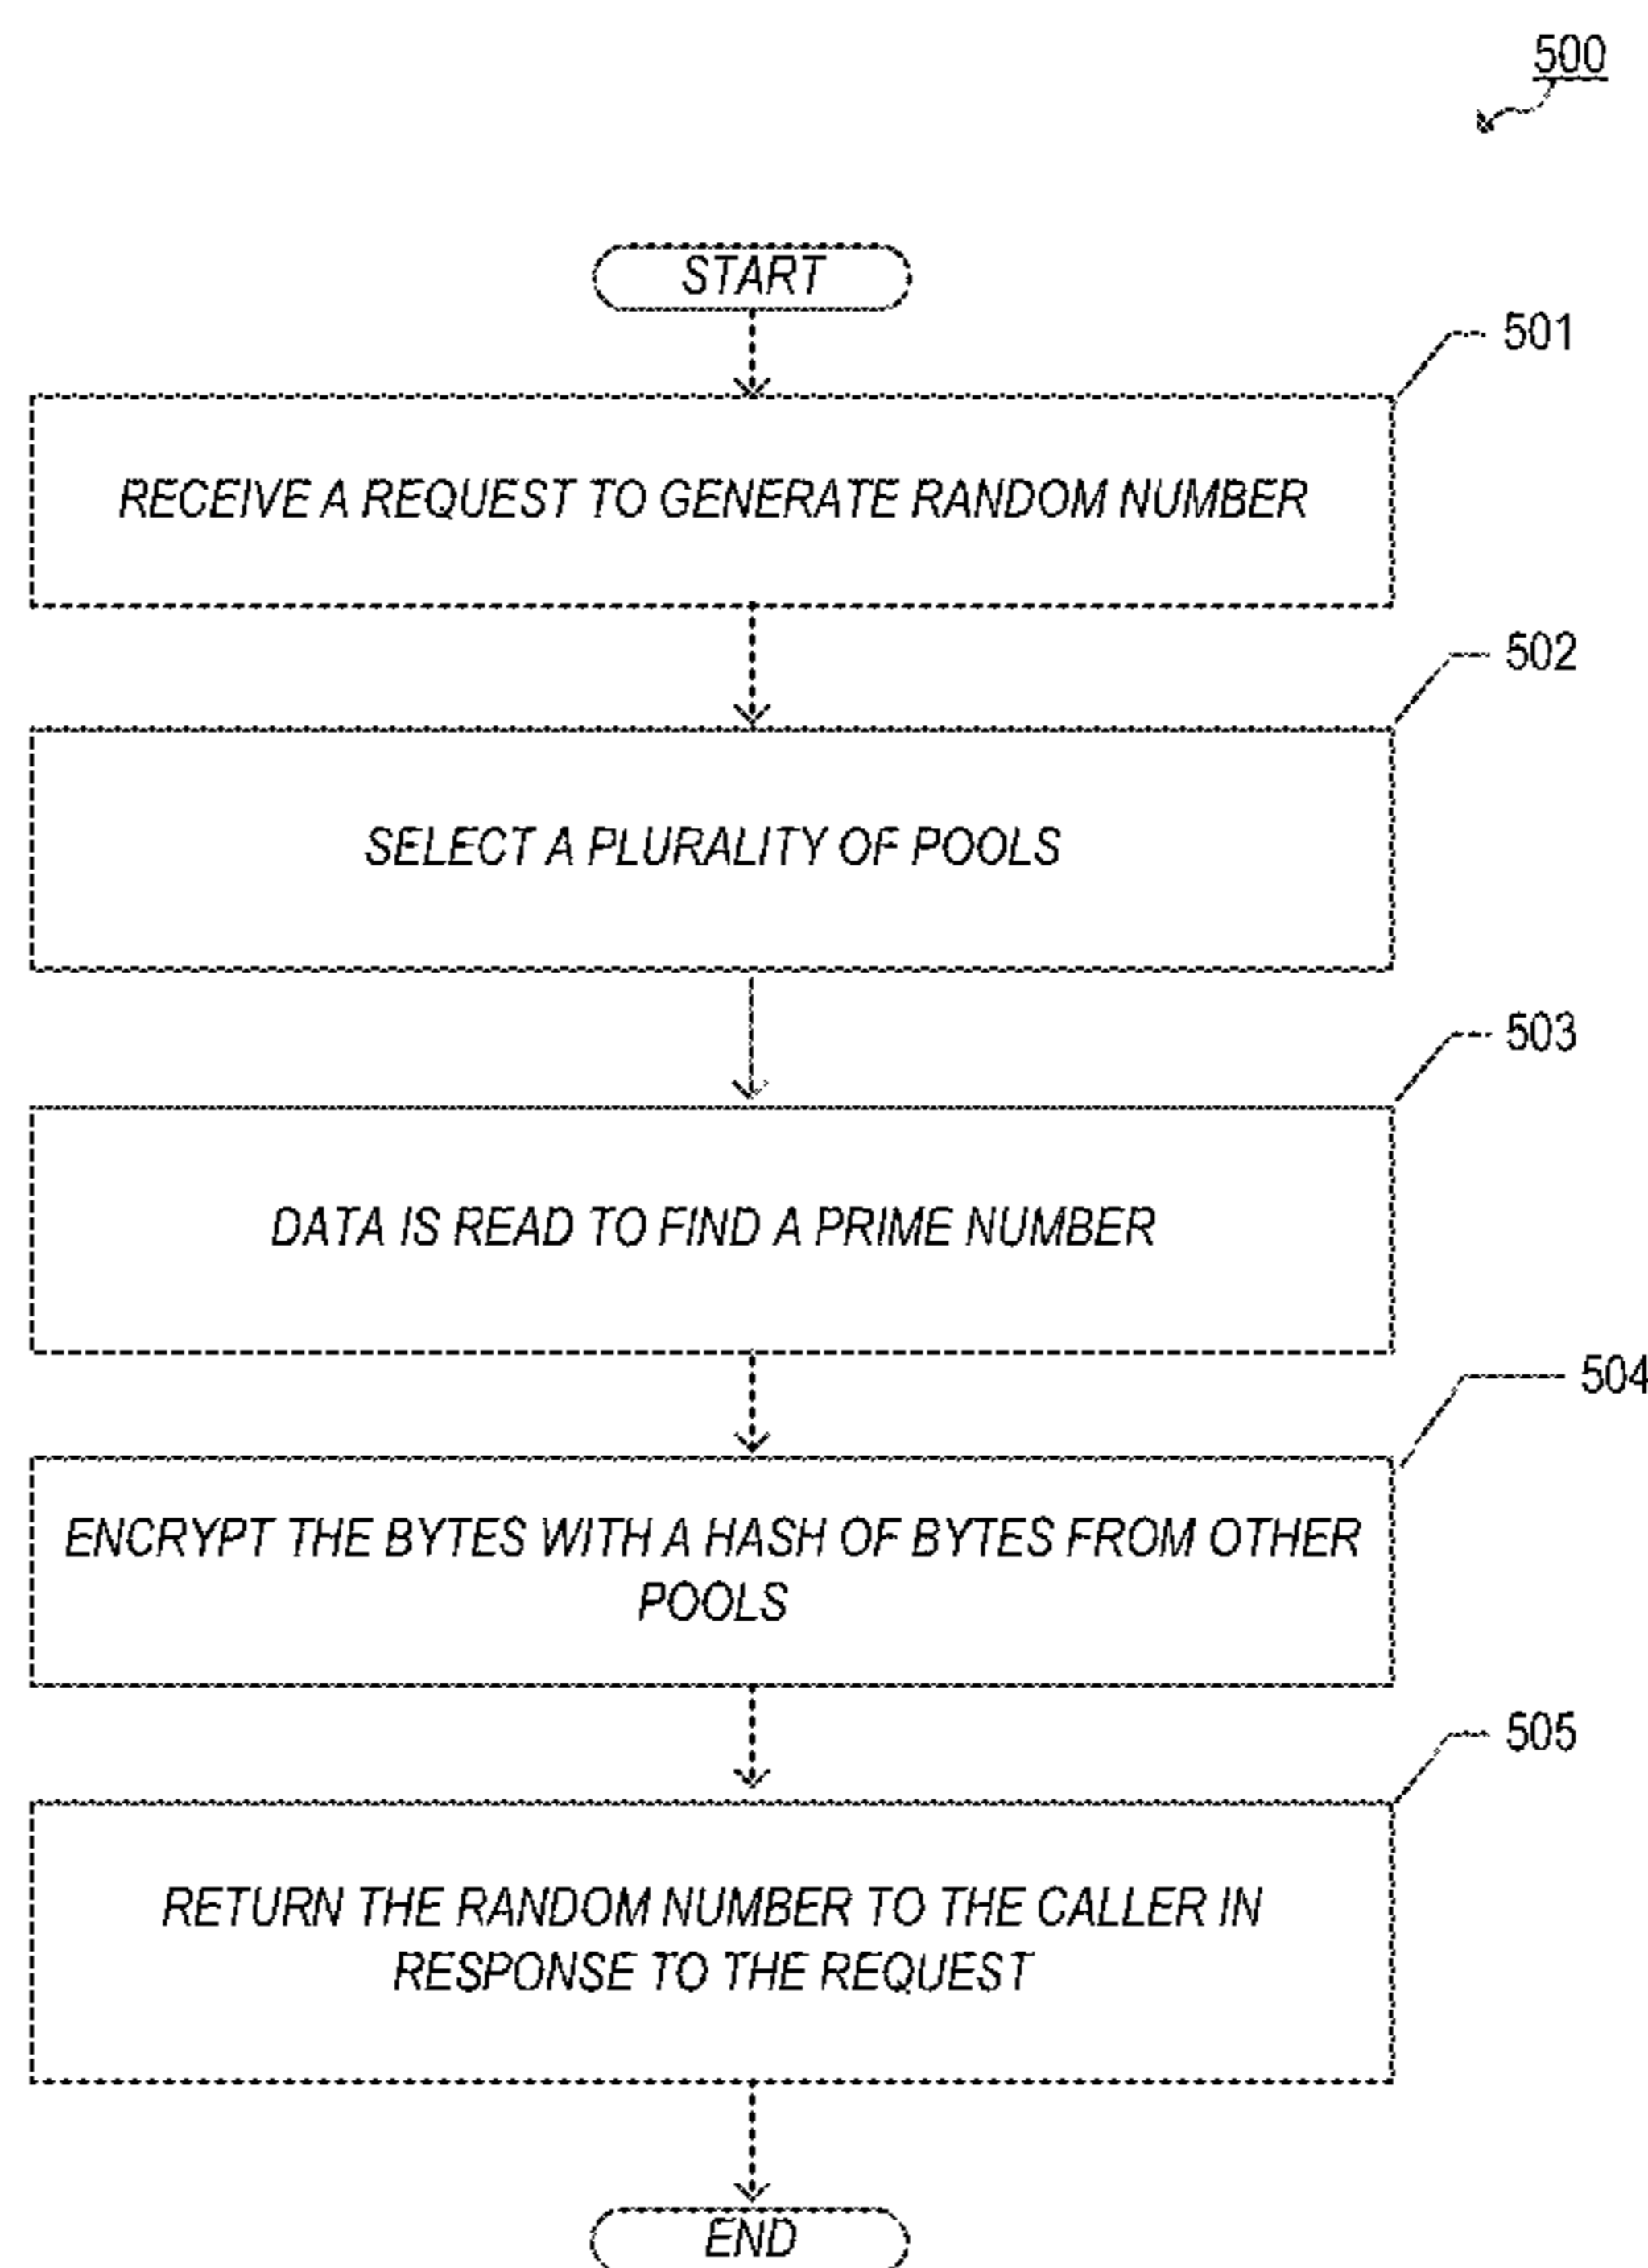 500
START
501
RECEIVE A REQUEST TO GENERATE RANDOM NUMBER
502
SELECT A PLURALITY OF POOLS
503
DATA IS READ TO FIND A PRIME NUMBER
504
ENCRYPT THE BYTES WITH A HASH OF BYTES FROM OTHER
POOLS
505
RETURN THE RANDOM NUMBER TO THE CALLER IN
RESPONSE TO THE REQUEST
END